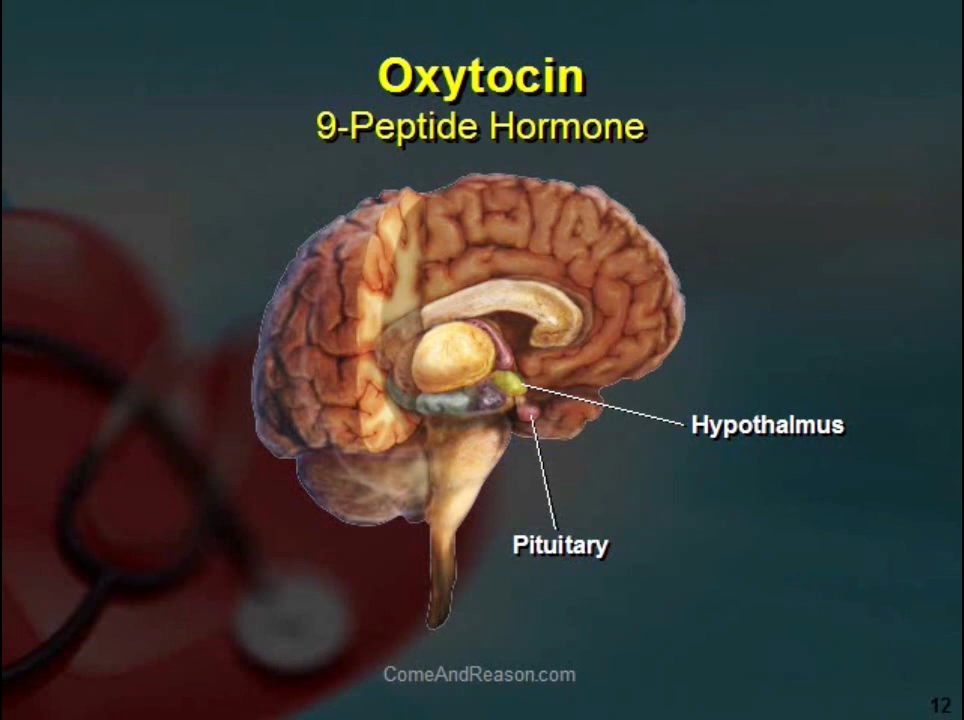 Oxytocin
9-Peptide Hormone
Hypothalmus
Pituitary
ComeAndReason.com
12